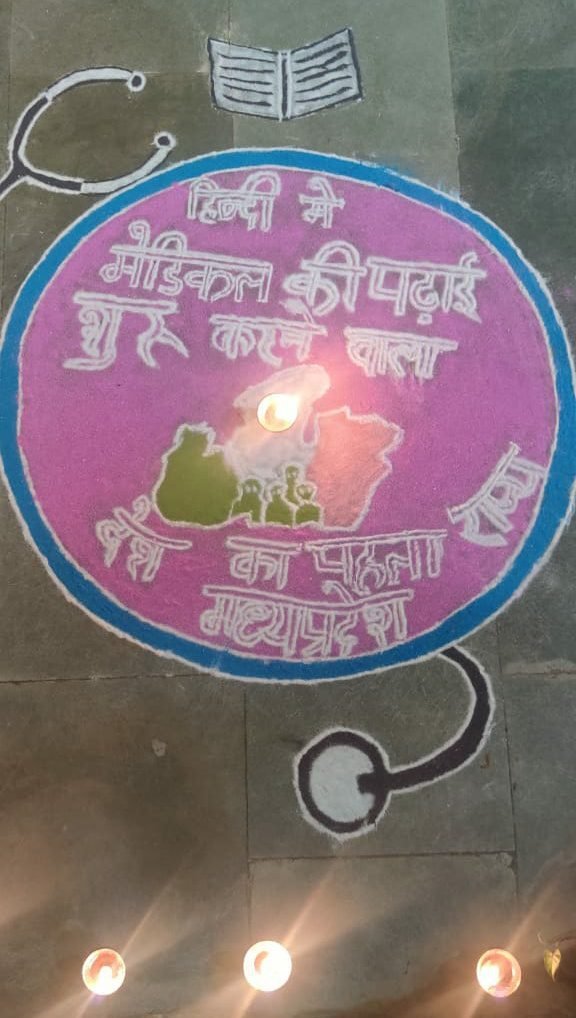 हिन्दी मे
मेडिकल की पढ़ाई
शुरू करने वाला
देश का पहला राज्य
मध्यप्रदेश